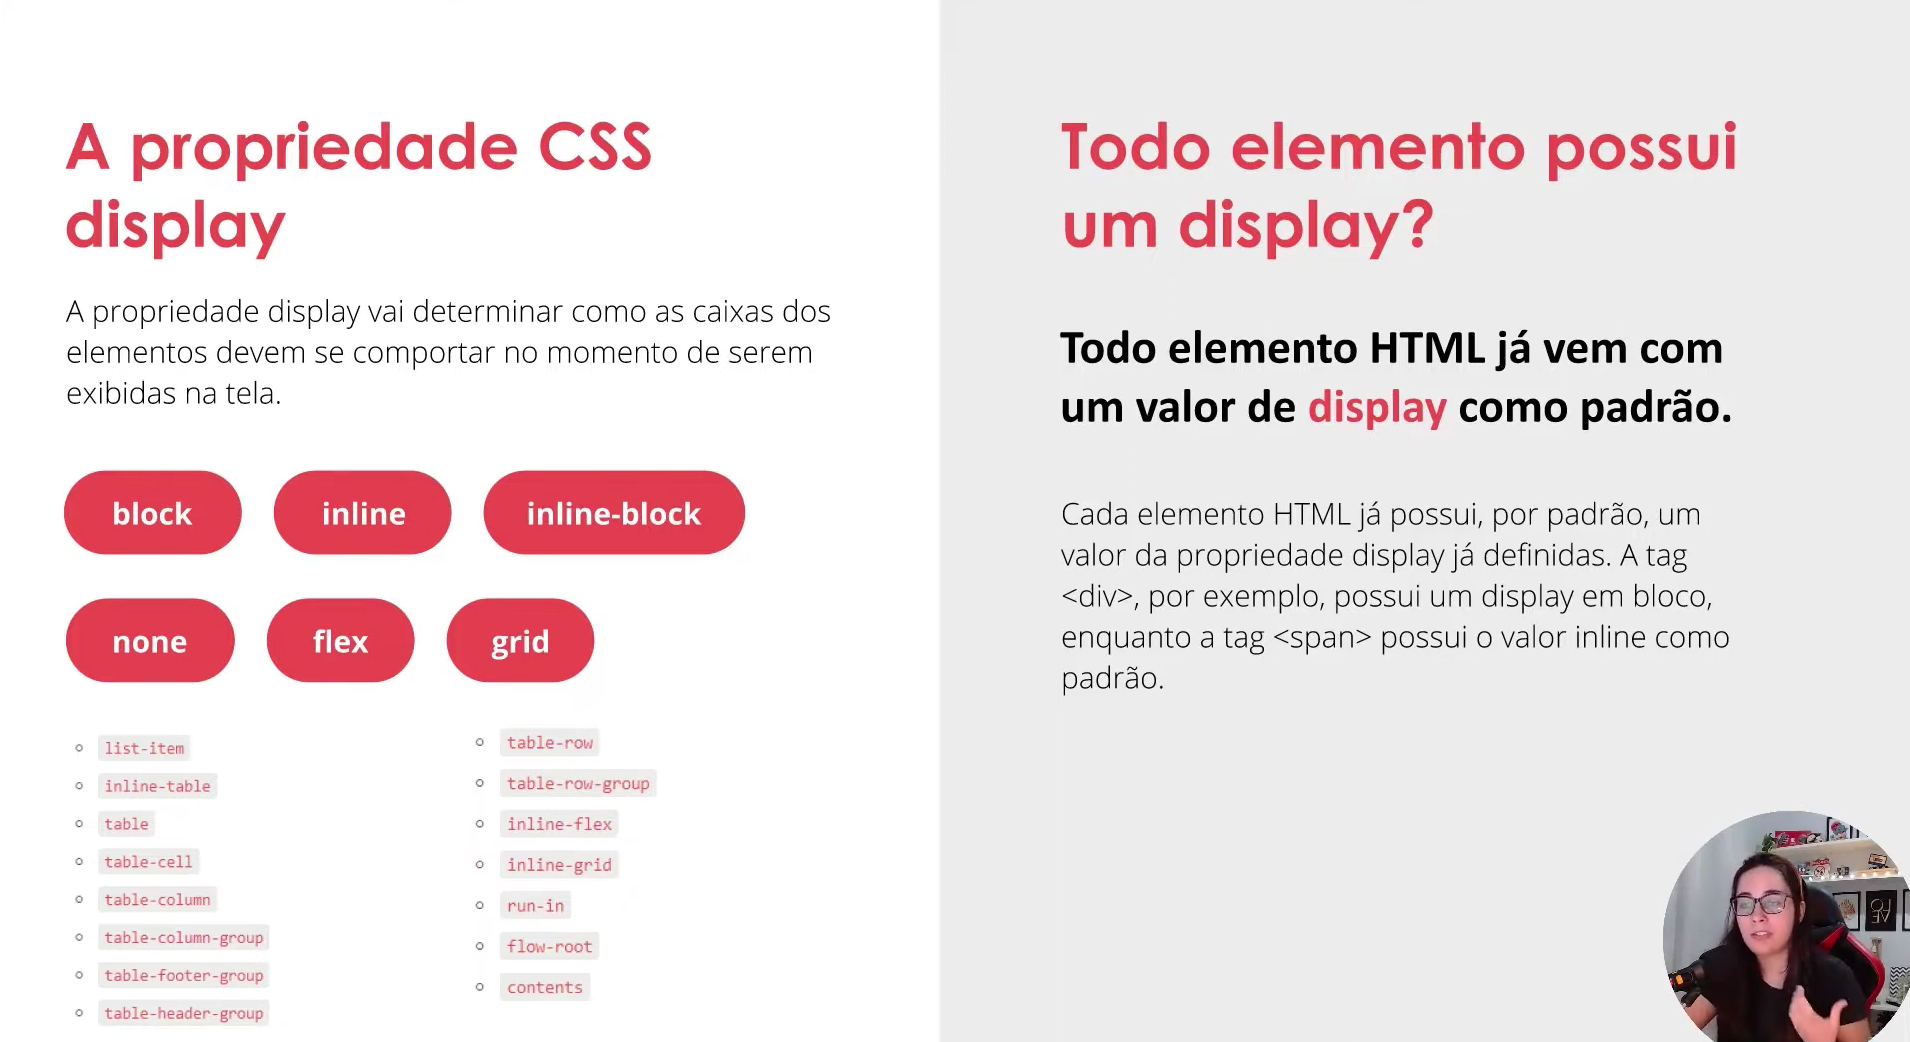 A propriedade CSS
display
A propriedade display vai determinar como as caixas dos
elementos devem se comportar no momento de serem
exibidas na tela.
block
inline
inline-block
none
flex
grid
list-item
inline-table
table
table-cell
table-column
table-column-group
table-footer-group
table-header-group
table-row
table-row-group
inline-flex
inline-grid
run-in
flow-root
contents
Todo elemento possui
um display?
Todo elemento HTML já vem com
um valor de display como padrão.
Cada elemento HTML já possui, por padrão, um
valor da propriedade display já definidas. A tag
<div>, por exemplo, possui um display em bloco,
enquanto a tag <span> possui o valor inline como
padrão.